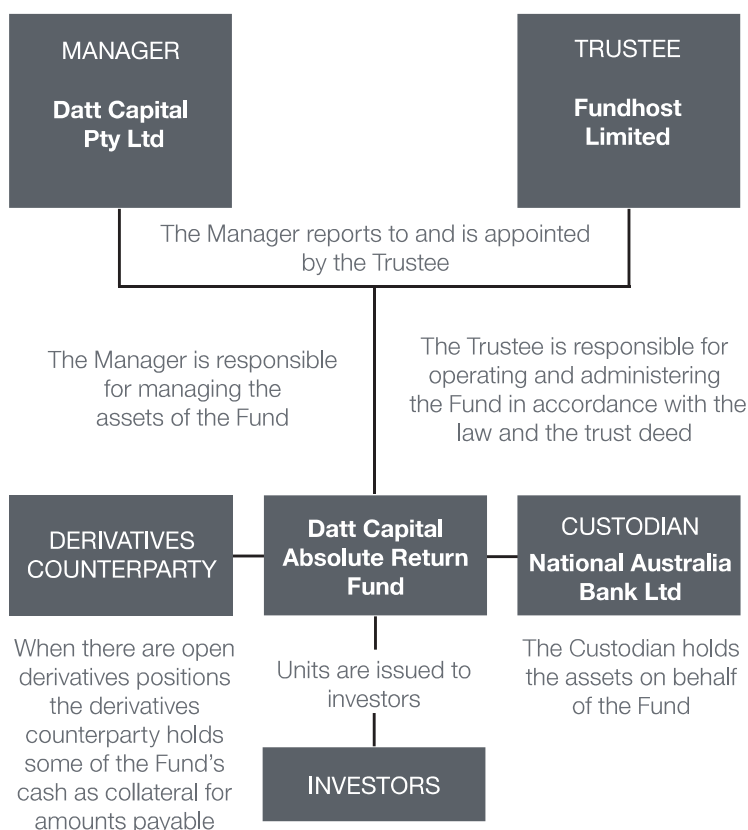 MANAGER
Datt Capital
Pty Ltd
TRUSTEE
Fundhost
Limited
The Manager reports to and is appointed
by the Trustee
The Manager is responsible
for managing the
assets of the Fund
The Trustee is responsible for
operating and administering
the Fund in accordance with the
law and the trust deed
DERIVATIVES
COUNTERPARTY
Datt Capital
Absolute Return
Fund
CUSTODIAN
National Australia
Bank Ltd
When there are open
derivatives positions
the derivatives
counterparty holds
some of the Fund’s
cash as collateral for
amounts payable
Units are issued to
investors
The Custodian holds
the assets on behalf
of the Fund
INVESTORS